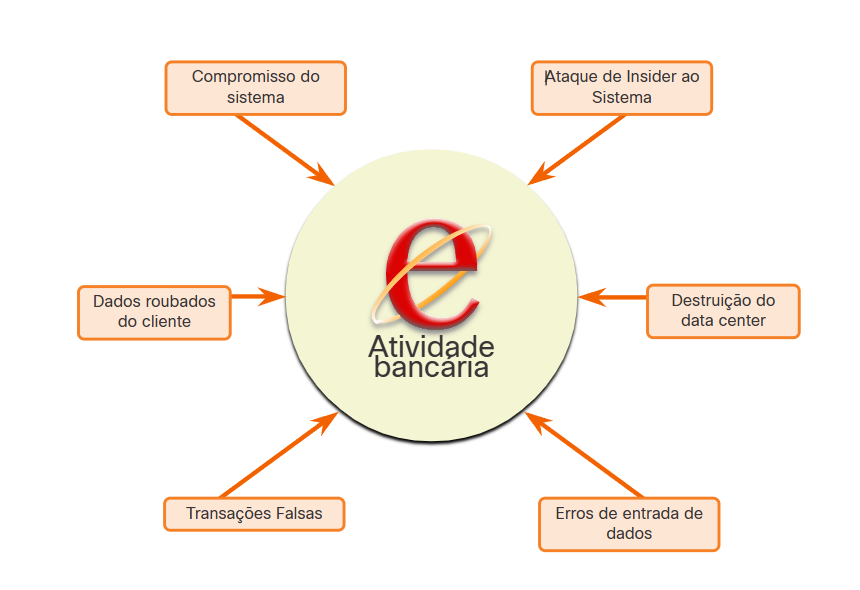 Compromisso do
sistema
Ataque de Insider ao
Sistema
Dados roubados
do cliente
e
Atividade
bancária
Destruição do
data center
Transações Falsas
Erros de entrada de
dados